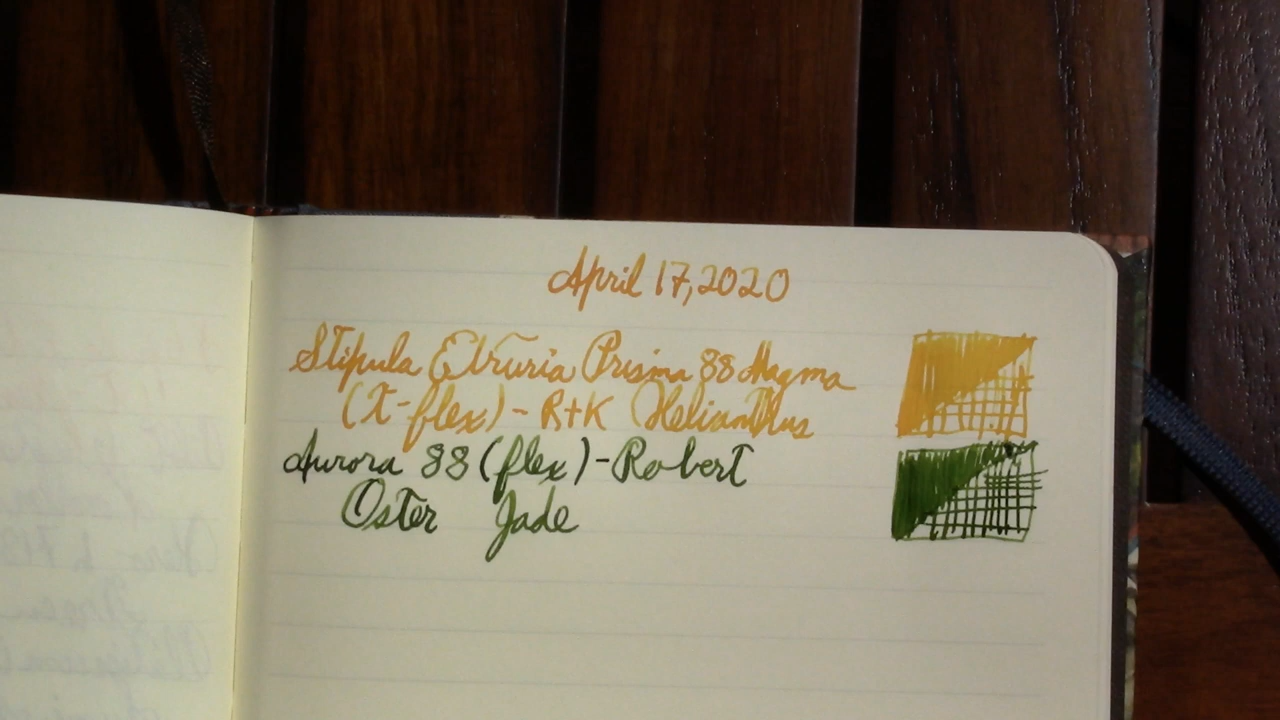 April 17, 2020
Stipula Etruria Prisma 88 Magma
(T-flex) - R+K Helianthus
Aurora 88 (flex) - Robert
Oster Jade